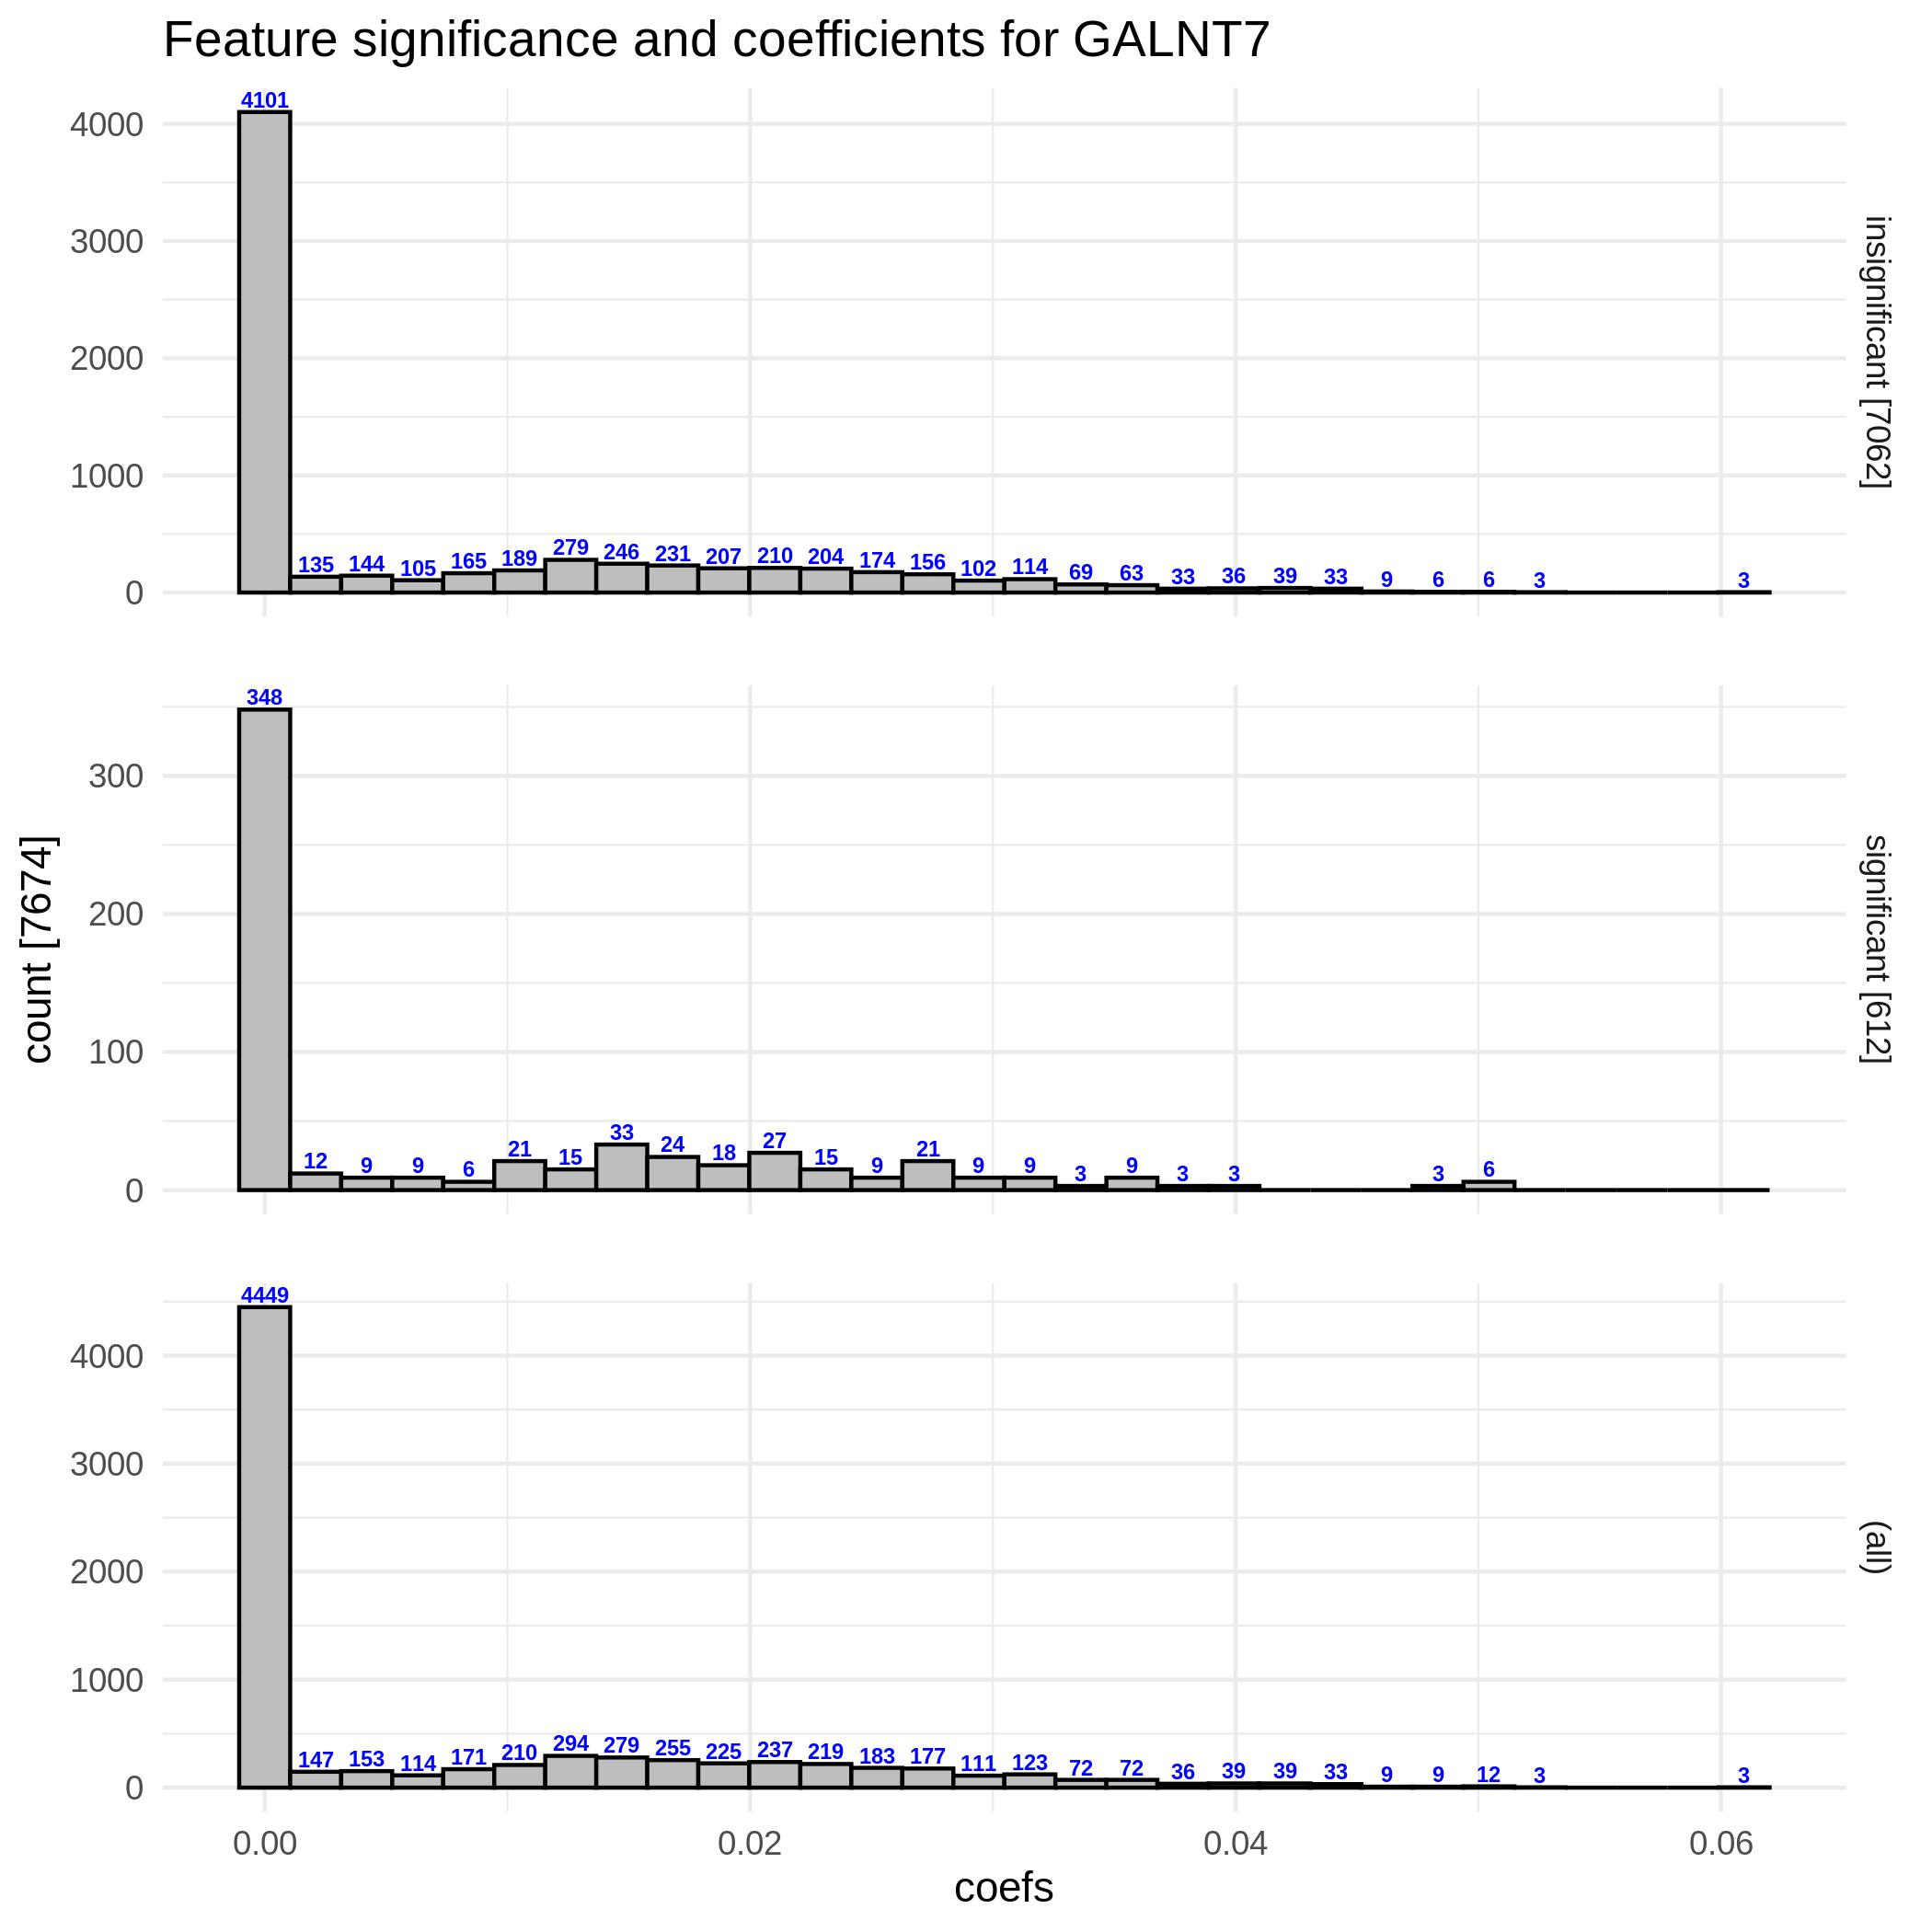 Feature significance and coefficients for GALNT7
4101
4000
3000
2000
1000
0
135 144 105 165 189 279 246 231 207 210 204 174 156 102 114 69 63 33 36 39 33 9 6 6 3 3
insignificant [7062]
348
300
200
100
0
12 9 9 6 21 15 33 24 18 27 15 9 21 9 9 3 9 3 3 3 6
significant [612]
count [7674]
4449
4000
3000
2000
1000
0
147 153 114 171 210 294 279 255 225 237 219 183 177 111 123 72 72 36 39 39 33 9 9 12 3 3
(all)
0.00 0.02 0.04 0.06
coefs